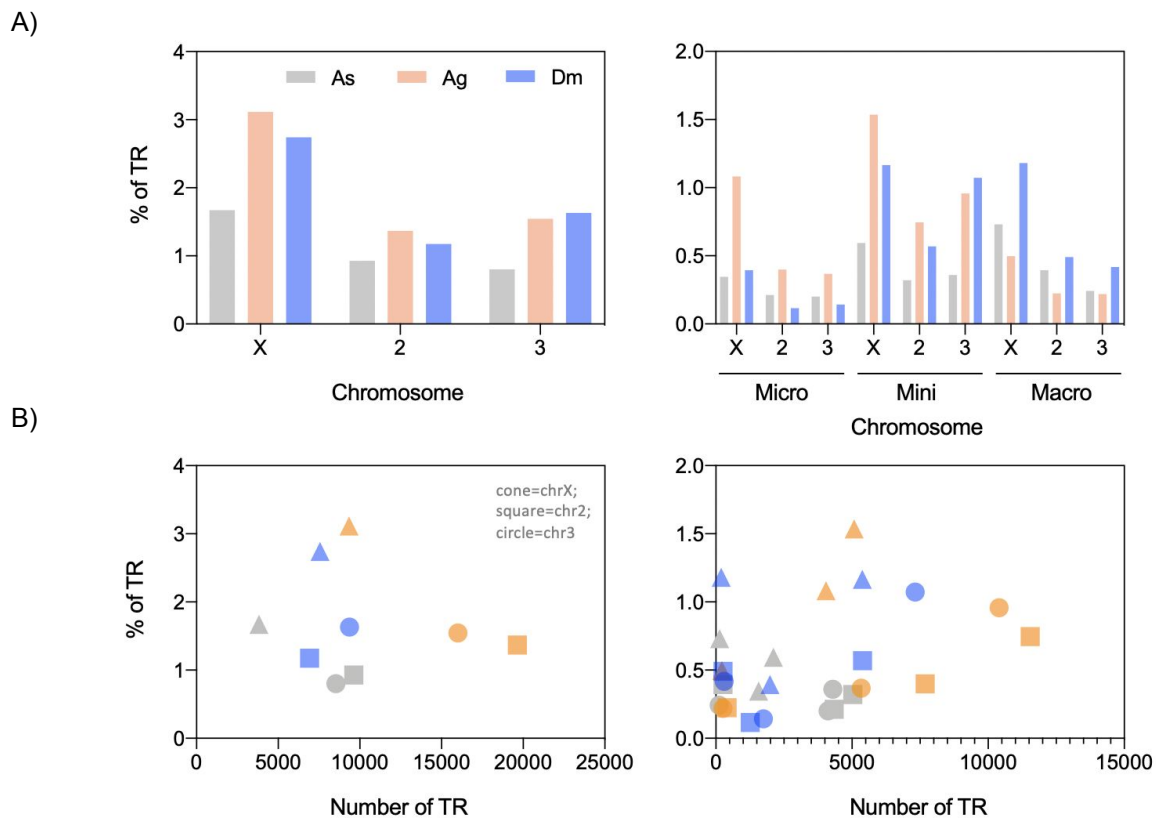 A)
4
3
2
1
0
% of TR
As Ag Dm
X 2 3
Chromosome
2.0
1.5
1.0
0.5
0.0
X 2 3 X 2 3 X 2 3
Micro Mini Macro
Chromosome
B)
4
3
2
1
0
% of TR
cone=chrX;
square=chr2;
circle=chr3
0 5000 10000 15000 20000 25000
Number of TR
2.0
1.5
1.0
0.5
0.0
0 5000 10000 15000
Number of TR